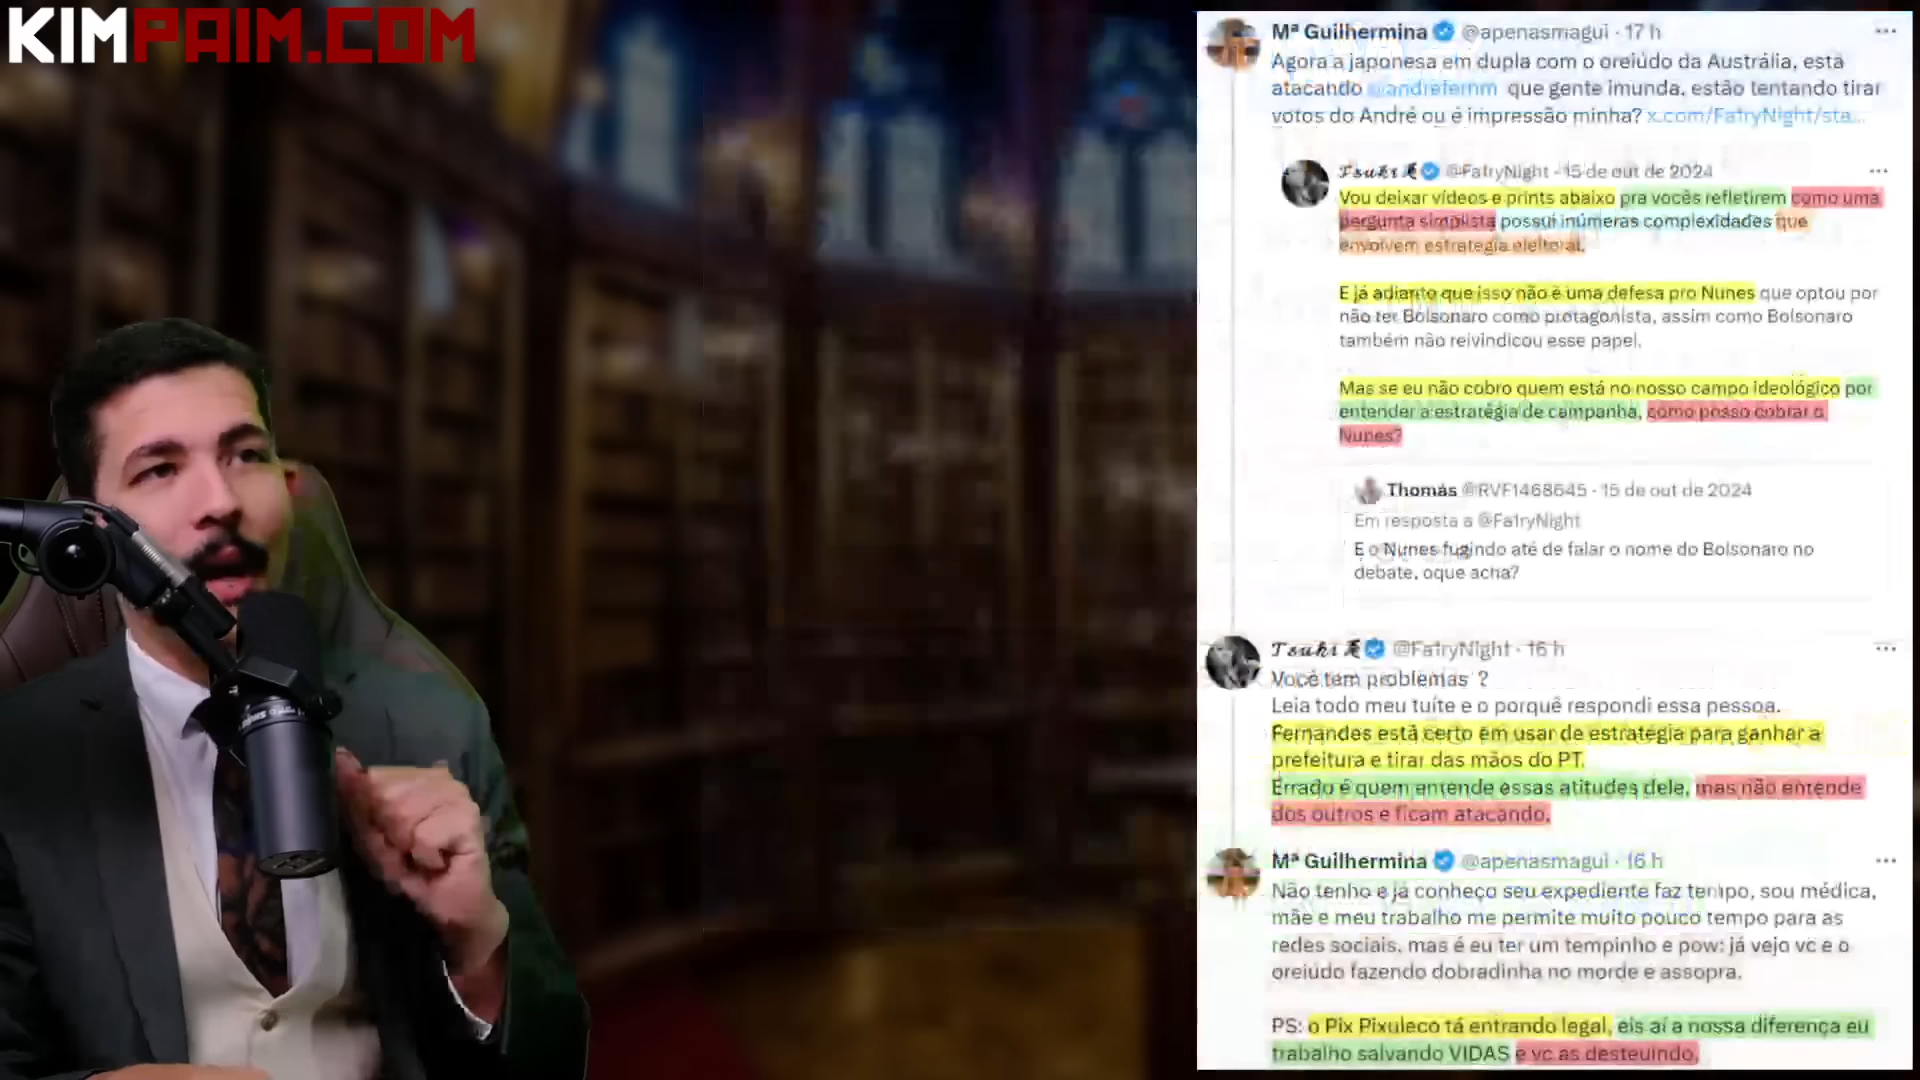 KIMPAIM.COM
Mª Guilhermina @apenasmagui · 17 h
Agora a japonesa em dupla com o oreiúdo da Austrália, está
atacando @andrefernm que gente imunda, estão tentando tirar
votos do André ou é impressão minha? x.com/Fa1ryNight/sta...
Tsuki @Fa1ryNight · 15 de out de 2024
Vou deixar vídeos e prints abaixo pra vocês refletirem como uma
pergunta simplista possui inúmeras complexidades que
envolvem estratégia eleitoral.
E já adianto que isso não é uma defesa pro Nunes que optou por
não ter Bolsonaro como protagonista, assim como Bolsonaro
também não reivindicou esse papel.
Mas se eu não cobro quem está no nosso campo ideológico por
entender a estratégia de campanha, como posso cobrar o
Nunes?
Thomas @RVF1468645 · 15 de out de 2024
Em resposta a @Fa1ryNight
E o Nunes fugindo até de falar o nome do Bolsonaro no
debate, oque acha?
Tsuki @Fa1ryNight · 16 h
Você tem problemas ?
Leia todo meu tuíte e o porquê respondi essa pessoa.
Fernandes está certo em usar de estratégia para ganhar a
prefeitura e tirar das mãos do PT.
Errado é quem entende essas atitudes dele, mas não entende
dos outros e ficam atacando.
Mª Guilhermina @apenasmagui · 16 h
Não tenho e já conheço seu expediente faz tempo, sou médica,
mãe e meu trabalho me permite muito pouco tempo para as
redes sociais, mas é eu ter um tempinho e pow: já vejo vc e o
oreiúdo fazendo dobradinha no morde e assopra.
PS: o Pix Pixuleco tá entrando legal, eis aí a nossa diferença eu
trabalho salvando VIDAS e vc as desteuindo,